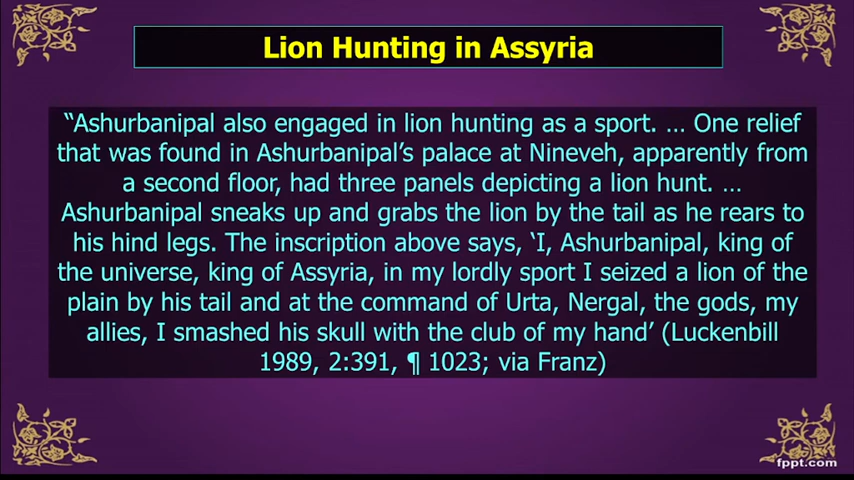 Lion Hunting in Assyria
“Ashurbanipal also engaged in lion hunting as a sport. … One relief
that was found in Ashurbanipal’s palace at Nineveh, apparently from
a second floor, had three panels depicting a lion hunt. …
Ashurbanipal sneaks up and grabs the lion by the tail as he rears to
his hind legs. The inscription above says, ‘I, Ashurbanipal, king of
the universe, king of Assyria, in my lordly sport I seized a lion of the
plain by his tail and at the command of Urta, Nergal, the gods, my
allies, I smashed his skull with the club of my hand’ (Luckenbill
1989, 2:391, ¶ 1023; via Franz)
fppt.com